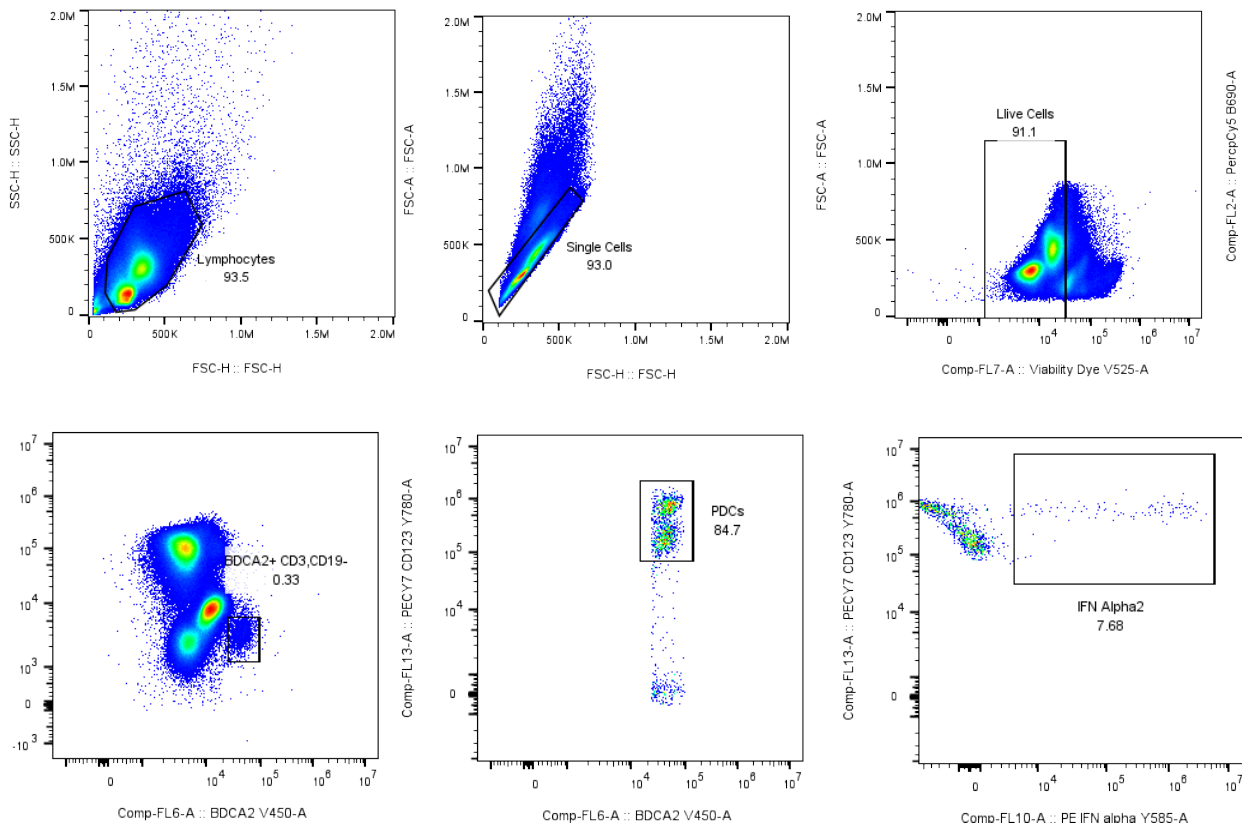 2.0M
1.5M
1.0M
500K
0
SSC-H :: SSC-H
Lymphocytes
93.5
0
500K
1.0M
1.5M
2.0M
FSC-H :: FSC-H
2.0M
1.5M
1.0M
500K
0
FSC-A :: FSC-A
Single Cells
93.0
0
500K
1.0M
1.5M
2.0M
FSC-H :: FSC-H
2.0M
1.5M
1.0M
500K
0
FSC-A :: FSC-A
Llive Cells
91.1
0
10^4
10^5
10^6
10^7
Comp-FL7-A :: Viability Dye V525-A
Comp-FL2-A :: PercpCy5 B690-A
10^7
10^6
10^5
10^4
10^3
0
-10^3
BDCA2+ CD3,CD19-
0.33
0
10^4
10^5
10^6
10^7
Comp-FL6-A :: BDCA2 V450-A
Comp-FL13-A :: PECY7 CD123 Y780-A
10^7
10^6
10^5
10^4
0
PDCs
84.7
0
10^4
10^5
10^6
10^7
Comp-FL6-A :: BDCA2 V450-A
Comp-FL13-A :: PECY7 CD123 Y780-A
10^7
10^6
10^5
10^4
0
IFN Alpha2
7.68
0
10^4
10^5
10^6
10^7
Comp-FL10-A :: PE IFN alpha Y585-A